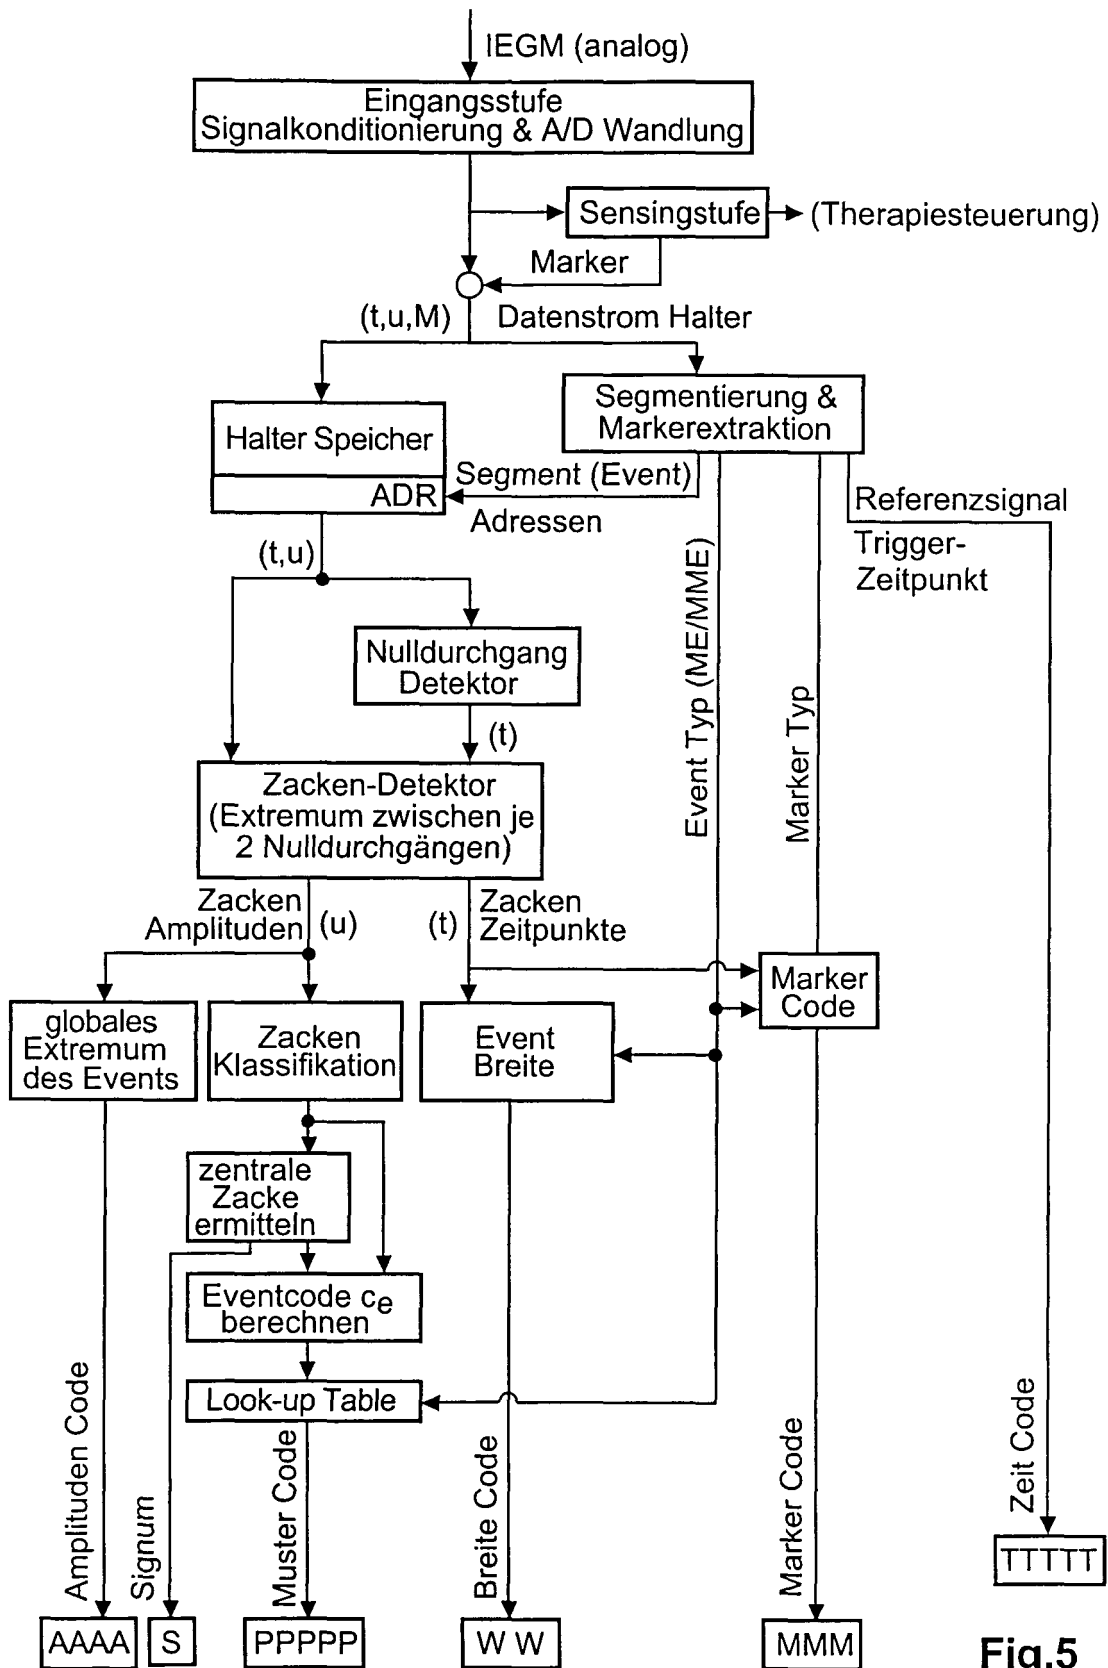 IEGM (analog)
Eingangsstufe
Signalkonditionierung & A/D Wandlung
Sensingstufe
(Therapiesteuerung)
Marker
(t,u,M)
Datenstrom Halter
Segmentierung &
Markerextraktion
Halter Speicher
ADR
Segment (Event)
Adressen
Referenzsignal
Trigger-
Zeitpunkt
(t,u)
Nulldurchgang
Detektor
(t)
Event Typ (ME/MME)
Marker Typ
Zacken-Detektor
(Extremum zwischen je
2 Nulldurchgängen)
Zacken
Amplituden
(u)
(t)
Zacken
Zeitpunkte
Marker
Code
globales
Extremum
des Events
Zacken
Klassifikation
Event
Breite
zentrale
Zacke
ermitteln
Eventcode ce
berechnen
Look-up Table
Amplituden Code
Signum
Muster Code
Breite Code
Marker Code
Zeit Code
TTTTT
AAAA
S
PPPPP
W W
MMM
Fig.5